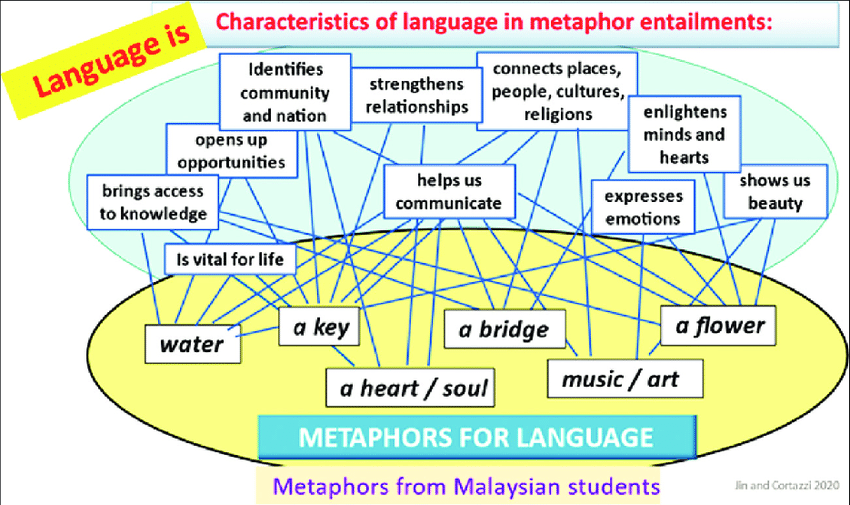 Language is
Characteristics of language in metaphor entailments:
Identifies
community
and nation
strengthens
relationships
connects places,
people, cultures,
religions
enlightens
minds and
hearts
opens up
opportunities
brings access
to knowledge
helps us
communicate
expresses
emotions
shows us
beauty
Is vital for life
water
a key
a bridge
a flower
a heart / soul
music / art
METAPHORS FOR LANGUAGE
Metaphors from Malaysian students
Jin and Cortazzi 2020